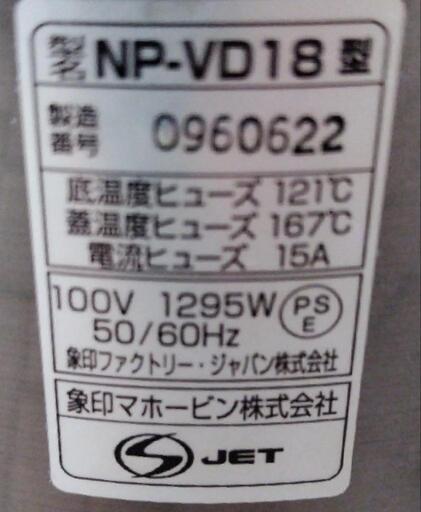 型名 NP-VD18 型
製造番号 0960622
底温度ヒューズ 121℃
蓋温度ヒューズ 167℃
電流ヒューズ 15A
100V 1295W PSE
50/60Hz
象印ファクトリー・ジャパン株式会社
象印マホービン株式会社
S JET